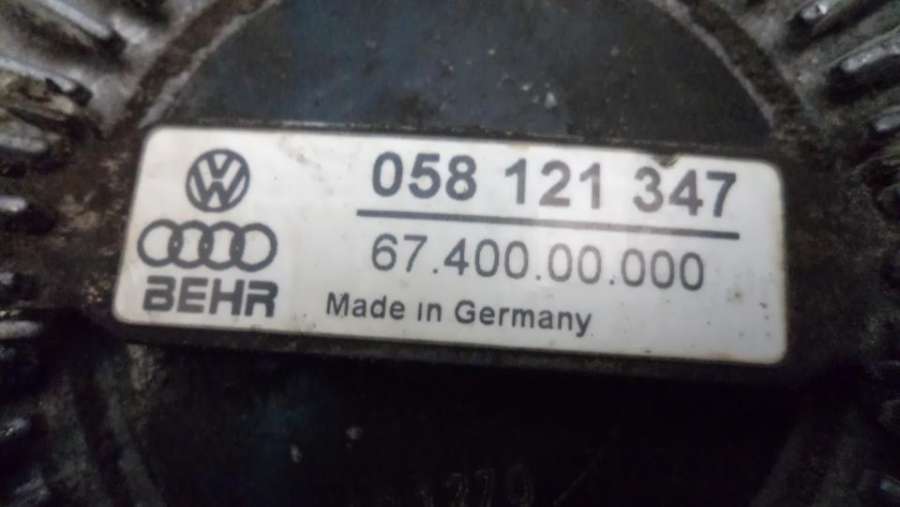 058 121 347
67.400.00.000
BEHR
Made in Germany